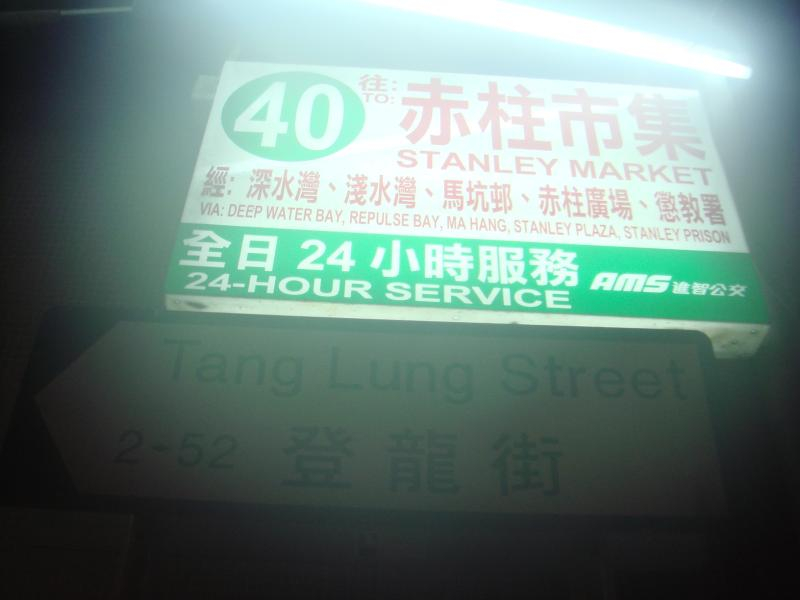 40 往: 赤柱市集
TO: STANLEY MARKET
經: 深水灣、淺水灣、馬坑邨、赤柱廣場、懲教署
VIA: DEEP WATER BAY, REPULSE BAY, MA HANG, STANLEY PLAZA, STANLEY PRISON
全日 24 小時服務
24-HOUR SERVICE AMS 進智公交
Tang Lung Street
2-52 登龍街